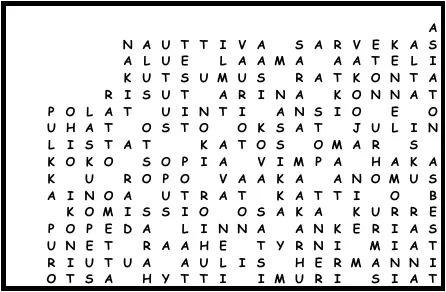 A
NAUTTIVA SARVEKAS
ALUE LAAMA AATELI
KUTSUMUS RATKONTA
RISUT ARINA KONNAT
POLAT UINTI ANSIO E O
UHAT OSTO OKSAT JULIN
LISTAT KATOS OMAR S
KOKO SOPIA VIMPA HAKA
K U ROPO VAAKA ANOMUS
AINOA UTRAT KATTI O B
KOMISSIO OSAKA KURRE
POPEDA LINNA ANKERIAS
UNET RAAHE TYRNI MIAT
RIUTUA AULIS HERMANNI
OTSA HYTTI IMURI SIAT